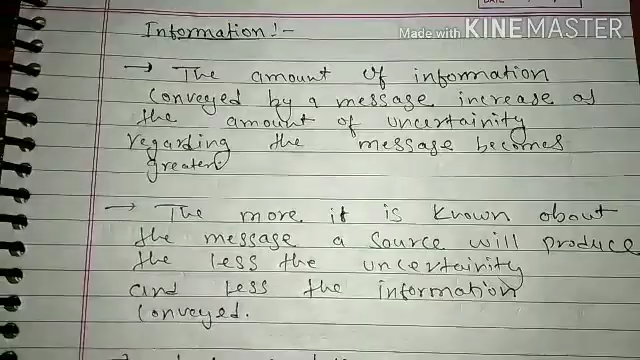 DATE
Made with KINEMASTER
Information :-
→ The amount of information
conveyed by a message increase as
the amount of uncertainity
regarding the message becomes
greater.
→ The more it is known about
the message a source will produce
the less the uncertainity
and less the information
conveyed.